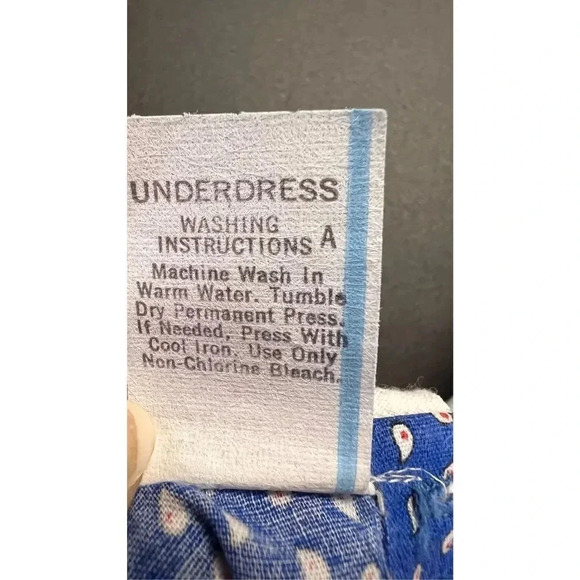 UNDERDRESS
WASHING
INSTRUCTIONS A
Machine Wash in
Warm Water. Tumble
Dry Permanent Press.
If Needed, Press With
Cool Iron. Use Only
Non-Chlorine Bleach.